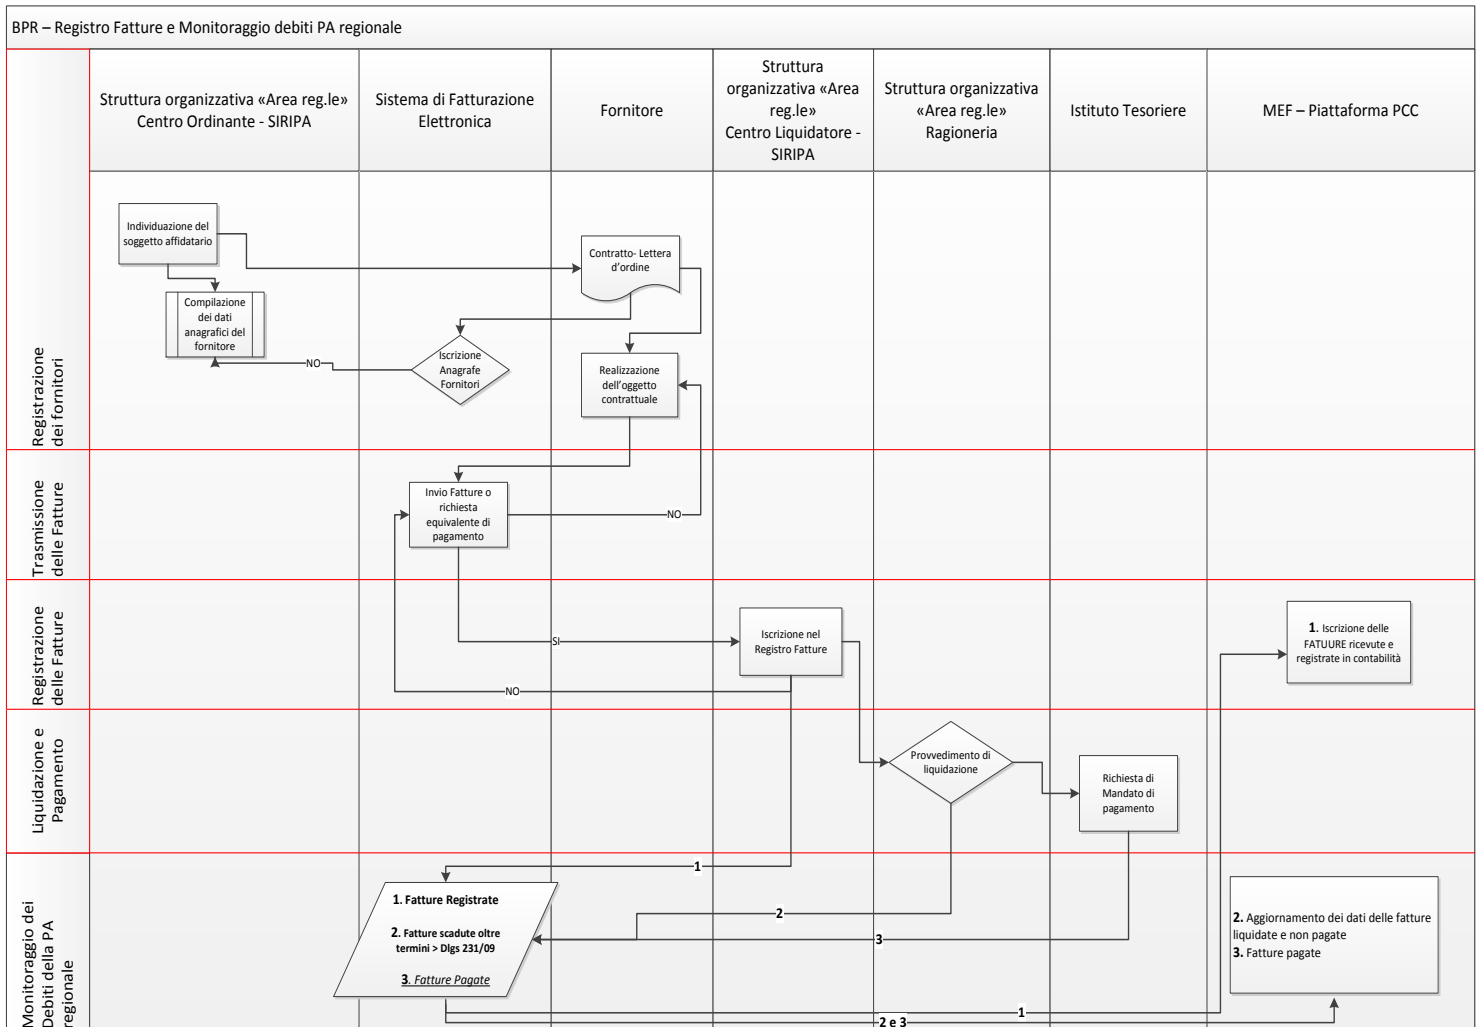 BPR – Registro Fatture e Monitoraggio debiti PA regionale
Struttura organizzativa «Area reg.le»
Centro Ordinante - SIRIPA
Sistema di Fatturazione
Elettronica
Fornitore
Struttura
organizzativa «Area
reg.le»
Centro Liquidatore -
SIRIPA
Struttura organizzativa
«Area reg.le»
Ragioneria
Istituto Tesoriere
MEF – Piattaforma PCC
Registrazione
dei fornitori
Individuazione del
soggetto affidatario
Contratto- Lettera
d'ordine
Compilazione
dei dati
anagrafici del
fornitore
NO
Iscrizione
Anagrafe
Fornitori
Realizzazione
dell'oggetto
contrattuale
Trasmissione
delle Fatture
Invio Fatture o
richiesta
equivalente di
pagamento
NO
Registrazione
delle Fatture
SI
Iscrizione nel
Registro Fatture
1. Iscrizione delle
FATUURE ricevute e
registrate in contabilità
NO
Liquidazione e
Pagamento
Provvedimento di
liquidazione
Richiesta di
Mandato di
pagamento
Monitoraggio dei
Debiti della PA
regionale
1
1. Fatture Registrate
2. Fatture scadute oltre
termini > Dlgs 231/09
3. Fatture Pagate
2
3
2. Aggiornamento dei dati delle fatture
liquidate e non pagate
3. Fatture pagate
1
2 e 3